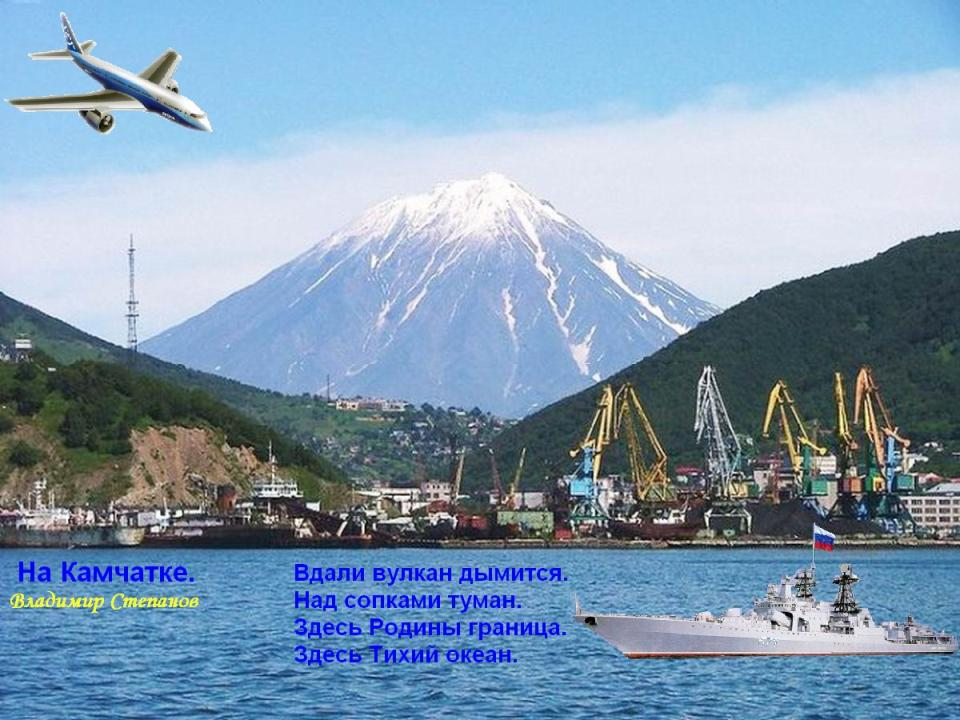 На Камчатке.
Владимир Степанов
Вдали вулкан дымится.
Над сопками туман.
Здесь Родины граница.
Здесь Тихий океан.